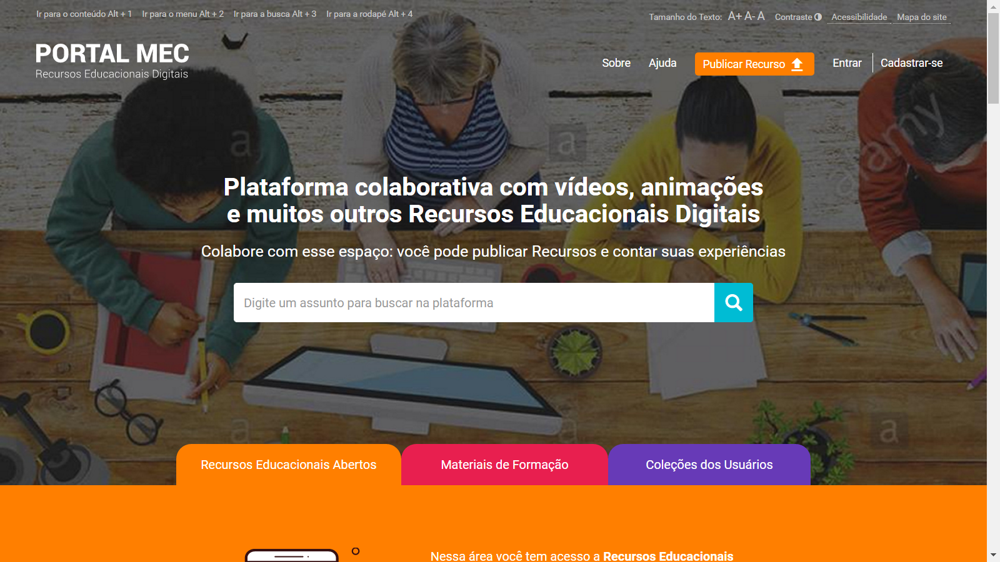 Ir para o conteúdo Alt + 1 Ir para o menu Alt + 2 Ir para a busca Alt + 3 Ir para a rodapé Alt + 4
Tamanho do Texto: A+ A- A Contraste Acessibilidade Mapa do site
PORTAL MEC
Recursos Educacionais Digitais
Sobre Ajuda Publicar Recurso Entrar Cadastrar-se
a
a
amy
Plataforma colaborativa com vídeos, animações
e muitos outros Recursos Educacionais Digitais
Colabore com esse espaço: você pode publicar Recursos e contar suas experiências
Digite um assunto para buscar na plataforma
a
a
a
Recursos Educacionais Abertos Materiais de Formação Coleções dos Usuários
Nessa área você tem acesso a Recursos Educacionais